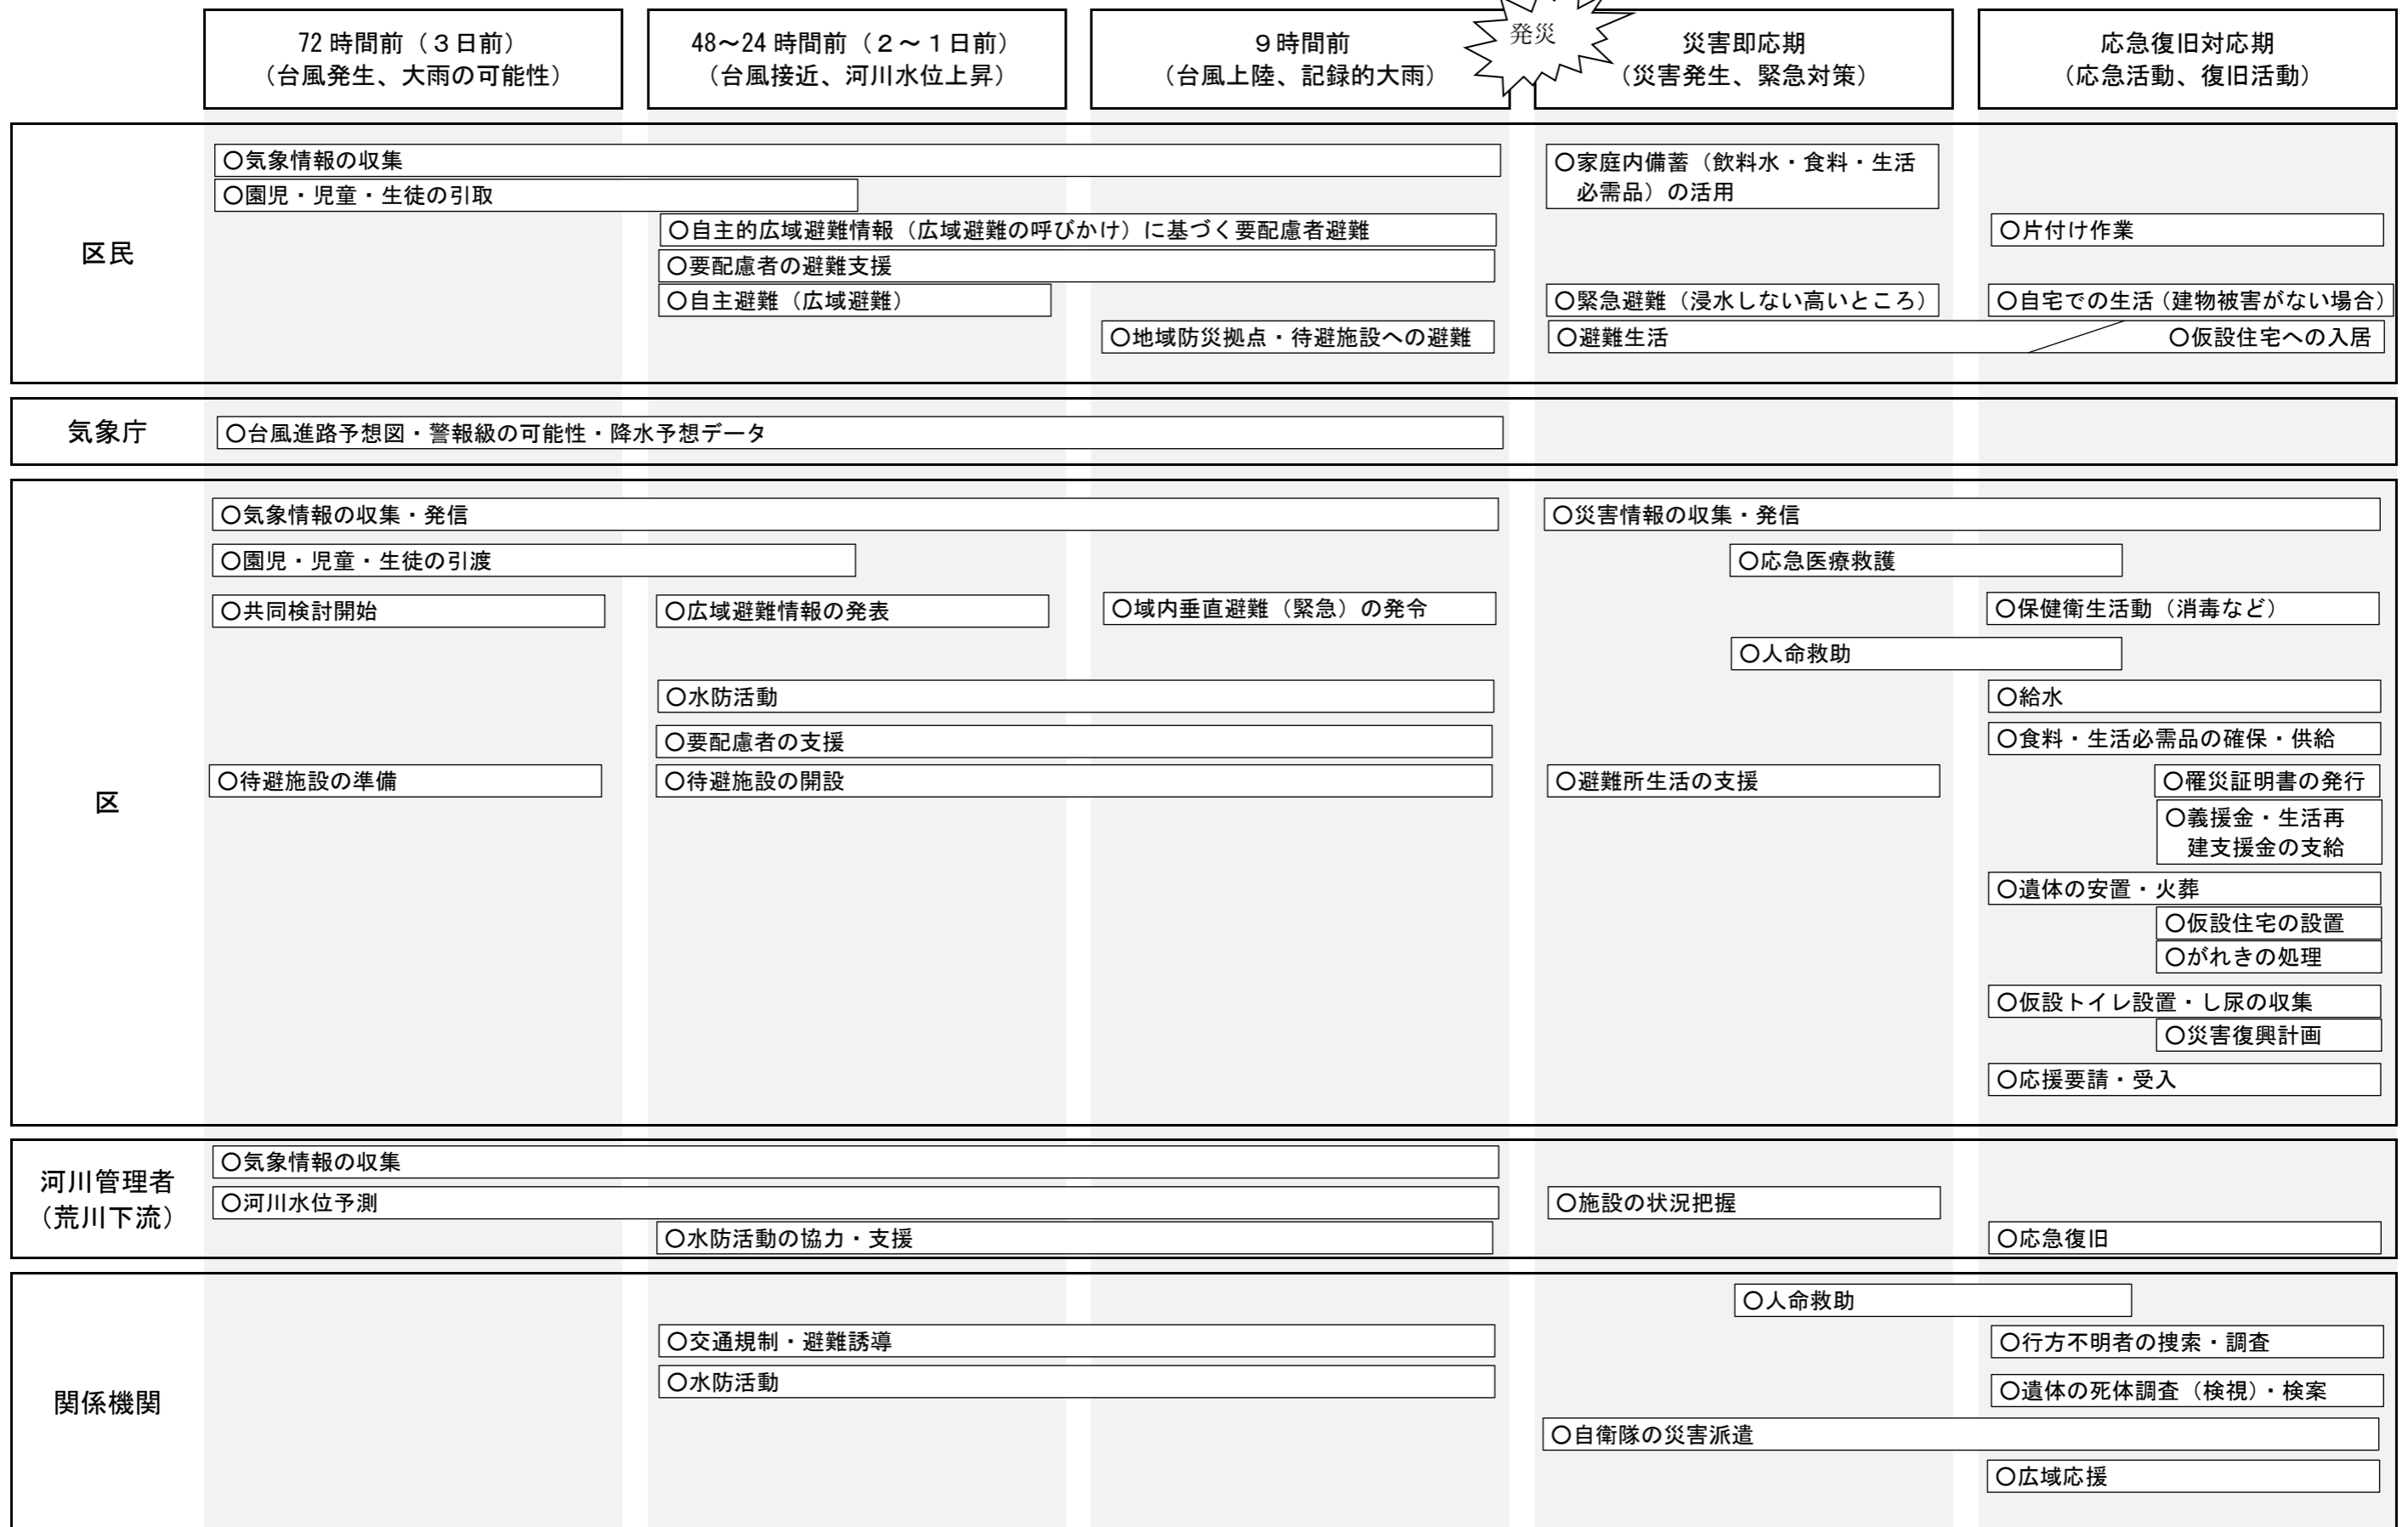 72時間前（３日前）
（台風発生、大雨の可能性）
48～24時間前（２～１日前）
（台風接近、河川水位上昇）
９時間前
（台風上陸、記録的大雨）
発災
災害即応期
（災害発生、緊急対策）
応急復旧対応期
（応急活動、復旧活動）
区民
○気象情報の収集
○園児・児童・生徒の引取
○自主的広域避難情報（広域避難の呼びかけ）に基づく要配慮者避難
○要配慮者の避難支援
○自主避難（広域避難）
○地域防災拠点・待避施設への避難
○家庭内備蓄（飲料水・食料・生活
必需品）の活用
○片付け作業
○緊急避難（浸水しない高いところ）
○自宅での生活（建物被害がない場合）
○避難生活
○仮設住宅への入居
気象庁
○台風進路予想図・警報級の可能性・降水予想データ
区
○気象情報の収集・発信
○災害情報の収集・発信
○園児・児童・生徒の引渡
○応急医療救護
○共同検討開始
○広域避難情報の発表
○域内垂直避難（緊急）の発令
○保健衛生活動（消毒など）
○人命救助
○水防活動
○給水
○要配慮者の支援
○食料・生活必需品の確保・供給
○待避施設の準備
○待避施設の開設
○避難所生活の支援
○罹災証明書の発行
○義援金・生活再
建支援金の支給
○遺体の安置・火葬
○仮設住宅の設置
○がれきの処理
○仮設トイレ設置・し尿の収集
○災害復興計画
○応援要請・受入
河川管理者
（荒川下流）
○気象情報の収集
○河川水位予測
○施設の状況把握
○水防活動の協力・支援
○応急復旧
関係機関
○人命救助
○交通規制・避難誘導
○行方不明者の捜索・調査
○水防活動
○遺体の死体調査（検視）・検案
○自衛隊の災害派遣
○広域応援